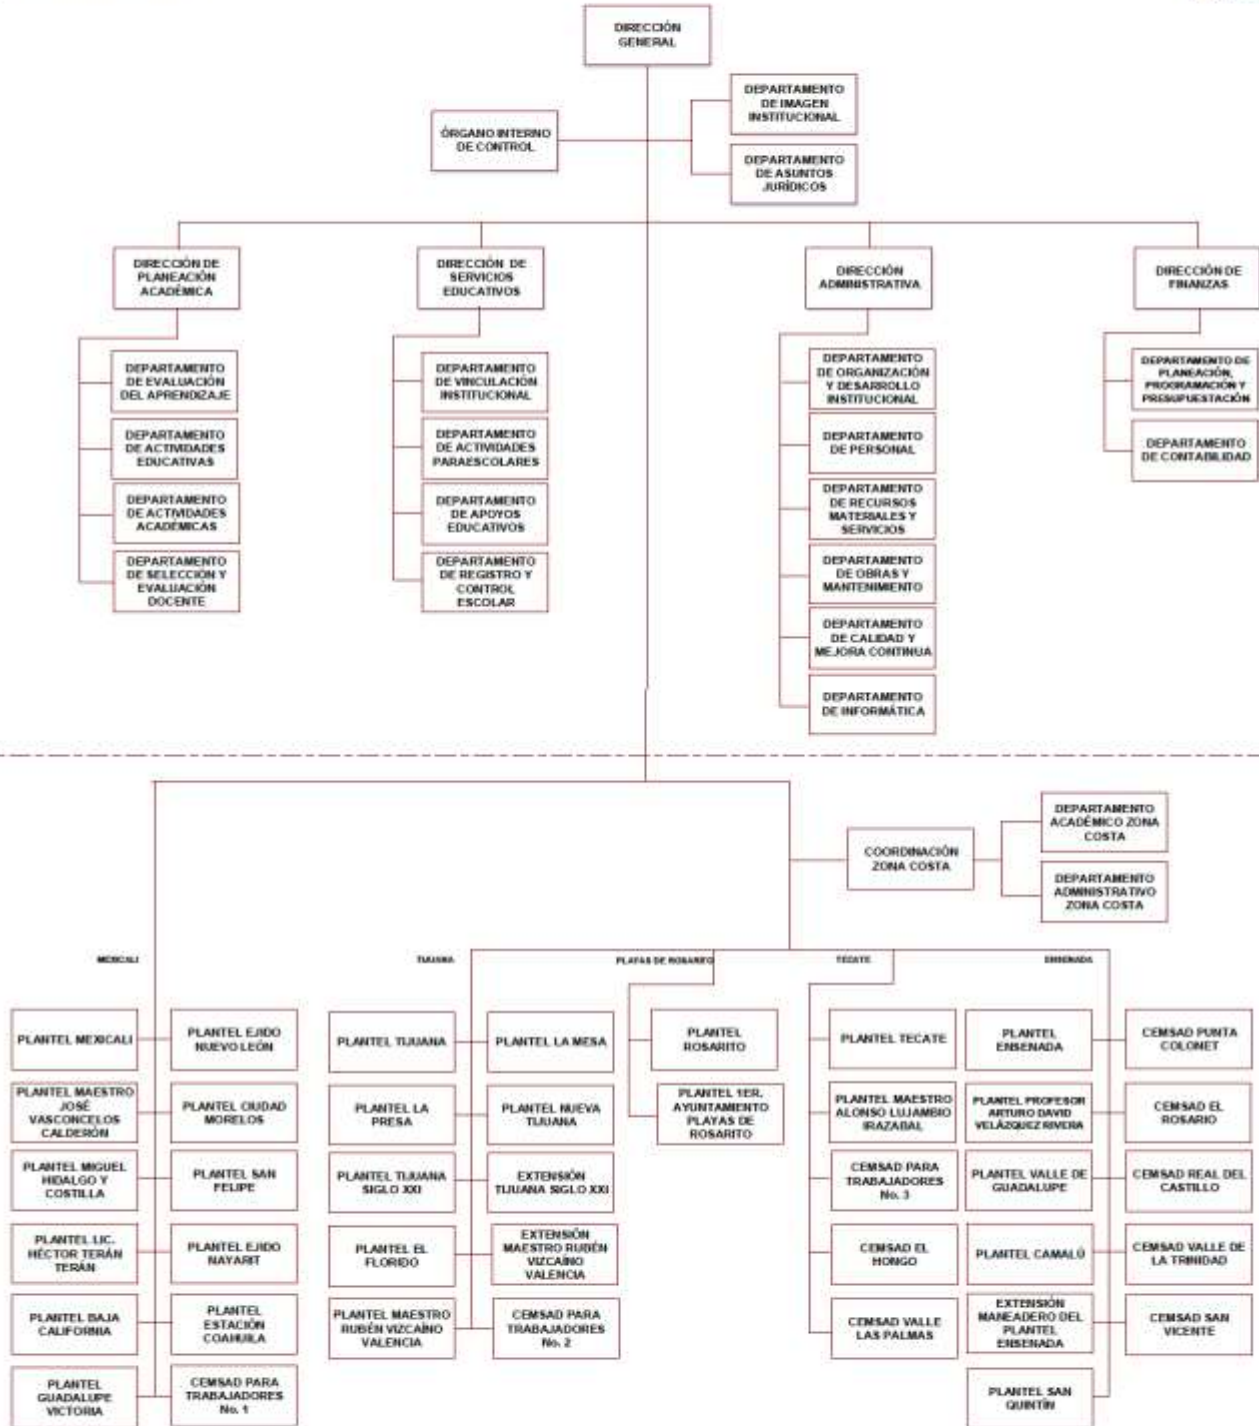 DIRECCIÓN
GENERAL
DEPARTAMENTO
DE IMAGEN
INSTITUCIONAL
ÓRGANO INTERNO
DE CONTROL
DEPARTAMENTO
DE ASUNTOS
JURÍDICOS
DIRECCIÓN DE
PLANEACIÓN
ACADÉMICA
DIRECCIÓN DE
SERVICIOS
EDUCATIVOS
DIRECCIÓN
ADMINISTRATIVA
DIRECCIÓN DE
FINANZAS
DEPARTAMENTO
DE EVALUACIÓN
DEL APRENDIZAJE
DEPARTAMENTO
DE ACTIVIDADES
EDUCATIVAS
DEPARTAMENTO
DE ACTIVIDADES
ACADÉMICAS
DEPARTAMENTO
DE SELECCIÓN Y
EVALUACIÓN
DOCENTE
DEPARTAMENTO
DE VINCULACIÓN
INSTITUCIONAL
DEPARTAMENTO
DE ACTIVIDADES
PARAESCOLARES
DEPARTAMENTO
DE APOYOS
EDUCATIVOS
DEPARTAMENTO
DE REGISTRO Y
CONTROL
ESCOLAR
DEPARTAMENTO
DE ORGANIZACIÓN
Y DESARROLLO
INSTITUCIONAL
DEPARTAMENTO
DE PERSONAL
DEPARTAMENTO
DE RECURSOS
MATERIALES Y
SERVICIOS
DEPARTAMENTO
DE OBRAS Y
MANTENIMIENTO
DEPARTAMENTO
DE CALIDAD Y
MEJORA CONTINUA
DEPARTAMENTO
DE INFORMÁTICA
DEPARTAMENTO DE
PLANEACIÓN,
PROGRAMACIÓN Y
PRESUPUESTACIÓN
DEPARTAMENTO
DE CONTABILIDAD
COORDINACIÓN
ZONA COSTA
DEPARTAMENTO
ACADÉMICO ZONA
COSTA
DEPARTAMENTO
ADMINISTRATIVO
ZONA COSTA
MEXICALI
PLANTEL MEXICALI
PLANTEL MAESTRO
JOSÉ
VASCONCELOS
CALDERÓN
PLANTEL MIGUEL
HIDALGO Y
COSTILLA
PLANTEL LIC.
HÉCTOR TERÁN
TERÁN
PLANTEL BAJA
CALIFORNIA
PLANTEL
GUADALUPE
VICTORIA
PLANTEL EJIDO
NUEVO LEÓN
PLANTEL CIUDAD
MORELOS
PLANTEL SAN
FELIPE
PLANTEL EJIDO
NAYARIT
PLANTEL
ESTACIÓN
COAHUILA
CEMSAD PARA
TRABAJADORES
No. 1
TIJUANA
PLANTEL TIJUANA
PLANTEL LA
PRESA
PLANTEL TIJUANA
SIGLO XXI
PLANTEL EL
FLORIDO
PLANTEL MAESTRO
RUBÉN VIZCAÍNO
VALENCIA
PLANTEL LA MESA
PLANTEL NUEVA
TIJUANA
EXTENSIÓN
TIJUANA SIGLO XXI
EXTENSIÓN
MAESTRO RUBÉN
VIZCAÍNO
VALENCIA
CEMSAD PARA
TRABAJADORES
No. 2
PLAYAS DE ROSARITO
PLANTEL
ROSARITO
PLANTEL 1ER.
AYUNTAMIENTO
PLAYAS DE
ROSARITO
TECATE
PLANTEL TECATE
PLANTEL MAESTRO
ALONSO LUJAMBIO
IRAZABAL
CEMSAD PARA
TRABAJADORES
No. 3
CEMSAD EL
HONGO
CEMSAD VALLE
LAS PALMAS
ENSENADA
PLANTEL
ENSENADA
PLANTEL PROFESOR
ARTURO DAVID
VELÁZQUEZ RIVERA
PLANTEL VALLE DE
GUADALUPE
PLANTEL CAMALÚ
EXTENSIÓN
MANEADERO DEL
PLANTEL
ENSENADA
PLANTEL SAN
QUINTÍN
CEMSAD PUNTA
COLONET
CEMSAD EL
ROSARIO
CEMSAD REAL DEL
CASTILLO
CEMSAD VALLE DE
LA TRINIDAD
CEMSAD SAN
VICENTE